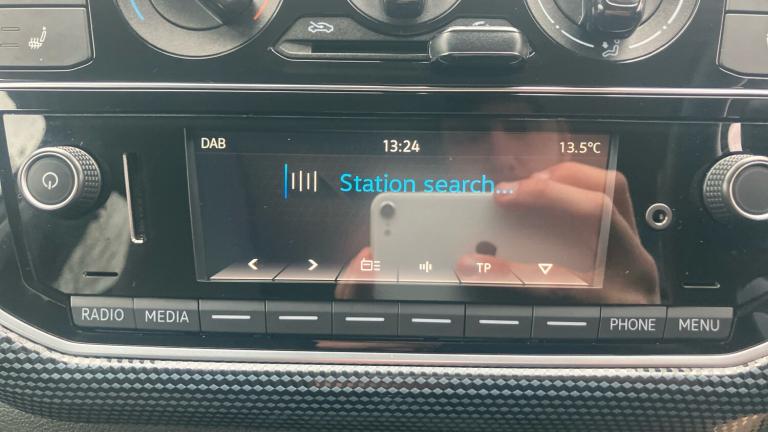 DAB 13:24 13.5°C
Station search...
TP
RADIO MEDIA PHONE MENU